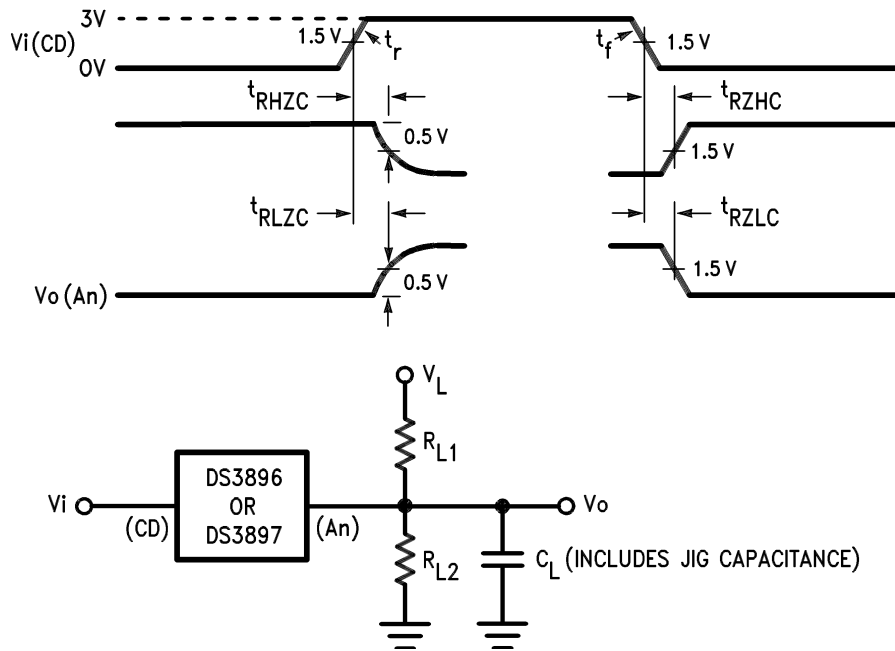 3V
Vi (CD)
1.5 V
tr
tf
1.5 V
0V
tRHZC
tRZHC
0.5 V
1.5 V
tRLZC
tRZLC
0.5 V
1.5 V
Vo (An)
VL
RL1
DS3896
OR
DS3897
Vi
(CD)
(An)
Vo
RL2
CL (INCLUDES JIG CAPACITANCE)